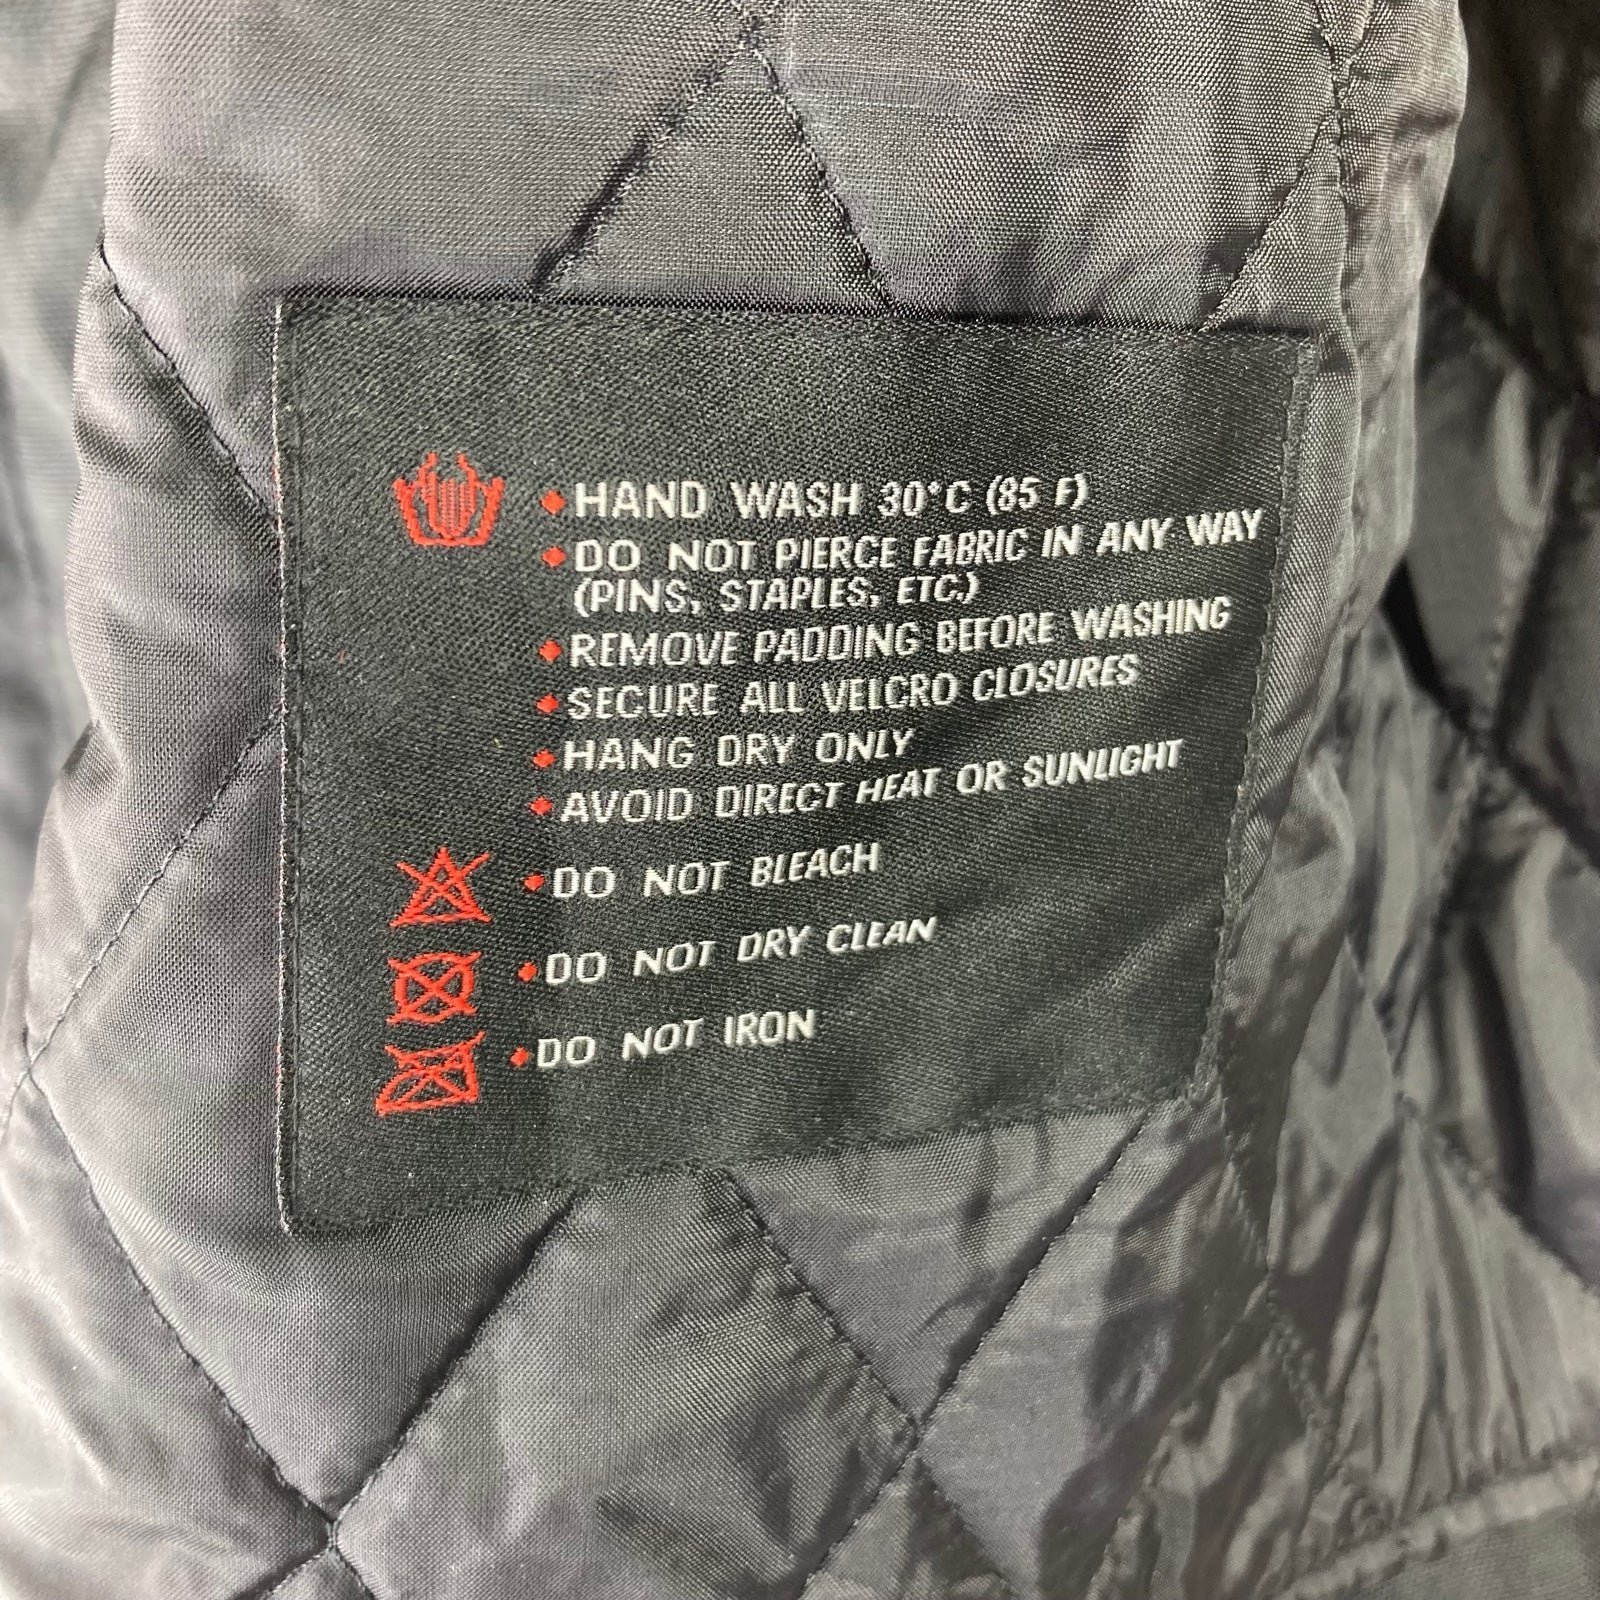 • HAND WASH 30°C (85 F)
• DO NOT PIERCE FABRIC IN ANY WAY
(PINS, STAPLES, ETC.)
• REMOVE PADDING BEFORE WASHING
• SECURE ALL VELCRO CLOSURES
• HANG DRY ONLY
• AVOID DIRECT HEAT OR SUNLIGHT
• DO NOT BLEACH
• DO NOT DRY CLEAN
• DO NOT IRON